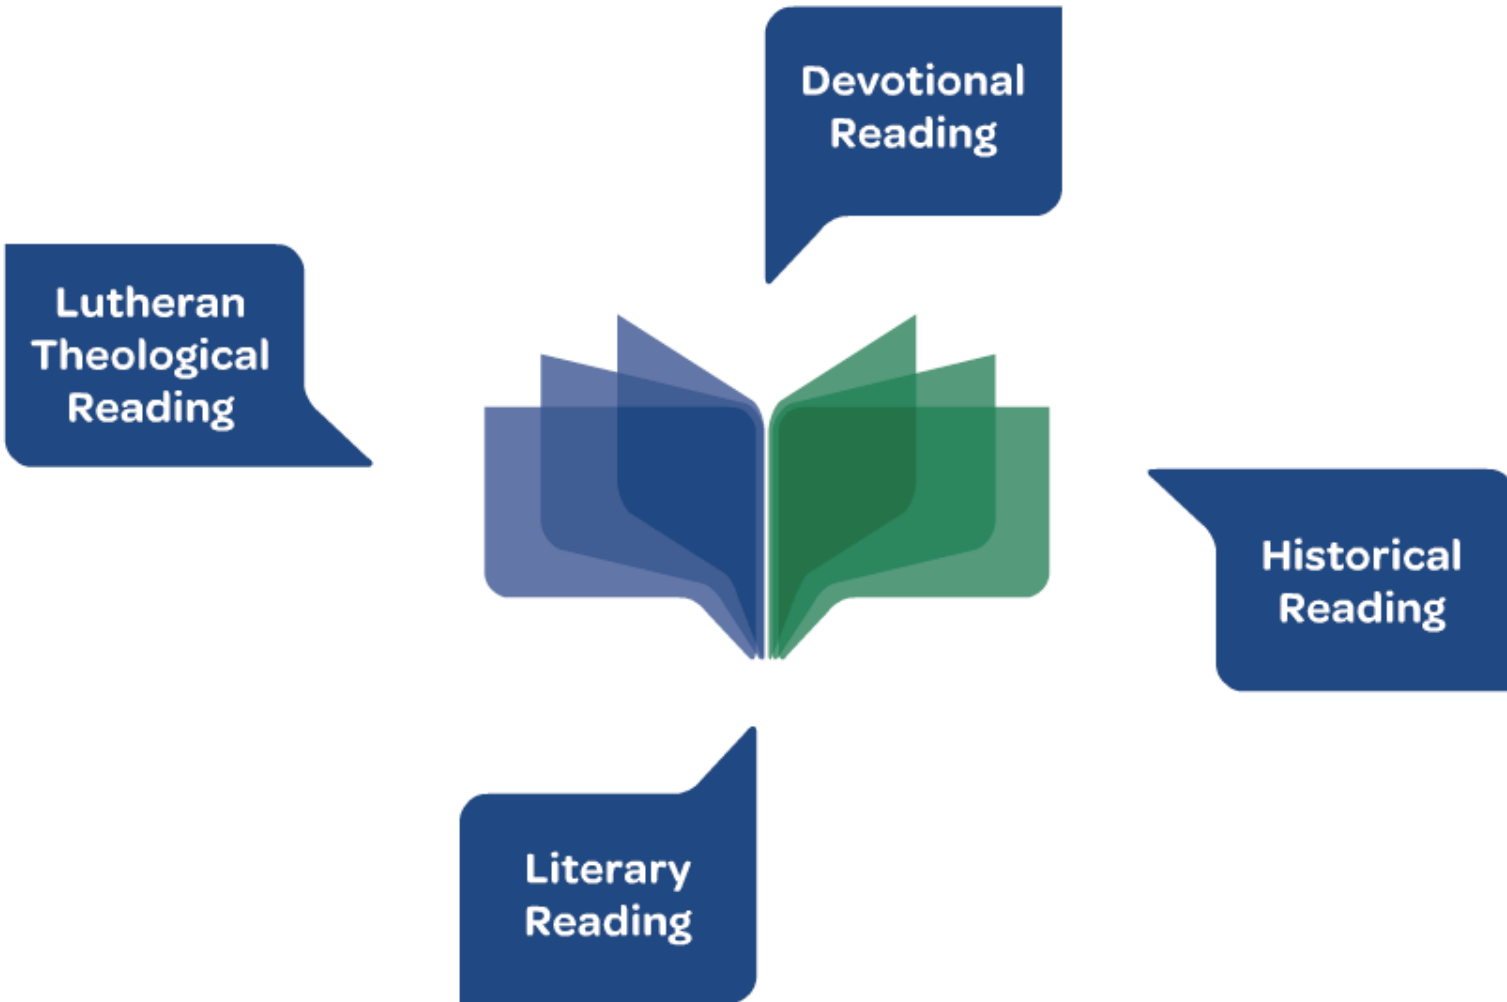 Devotional
Reading
Lutheran
Theological
Reading
Historical
Reading
Literary
Reading